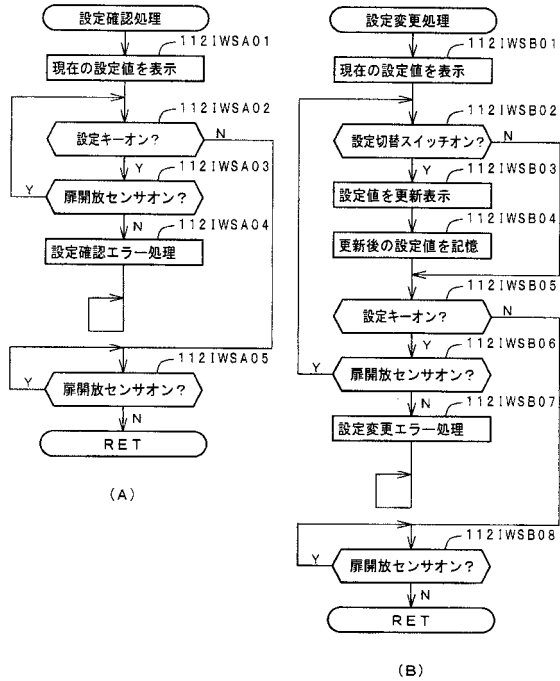 設定確認処理
112IWSA01
現在の設定値を表示
112IWSA02
設定キーオン?
N
Y
112IWSA03
扉開放センサオン?
Y
N
112IWSA04
設定確認エラー処理
112IWSA05
扉開放センサオン?
Y
N
RET
(A)
設定変更処理
112IWSB01
現在の設定値を表示
112IWSB02
設定切替スイッチオン?
N
Y
112IWSB03
設定値を更新表示
112IWSB04
更新後の設定値を記憶
112IWSB05
設定キーオン?
N
Y
112IWSB06
扉開放センサオン?
Y
N
112IWSB07
設定変更エラー処理
112IWSB08
扉開放センサオン?
Y
N
RET
(B)